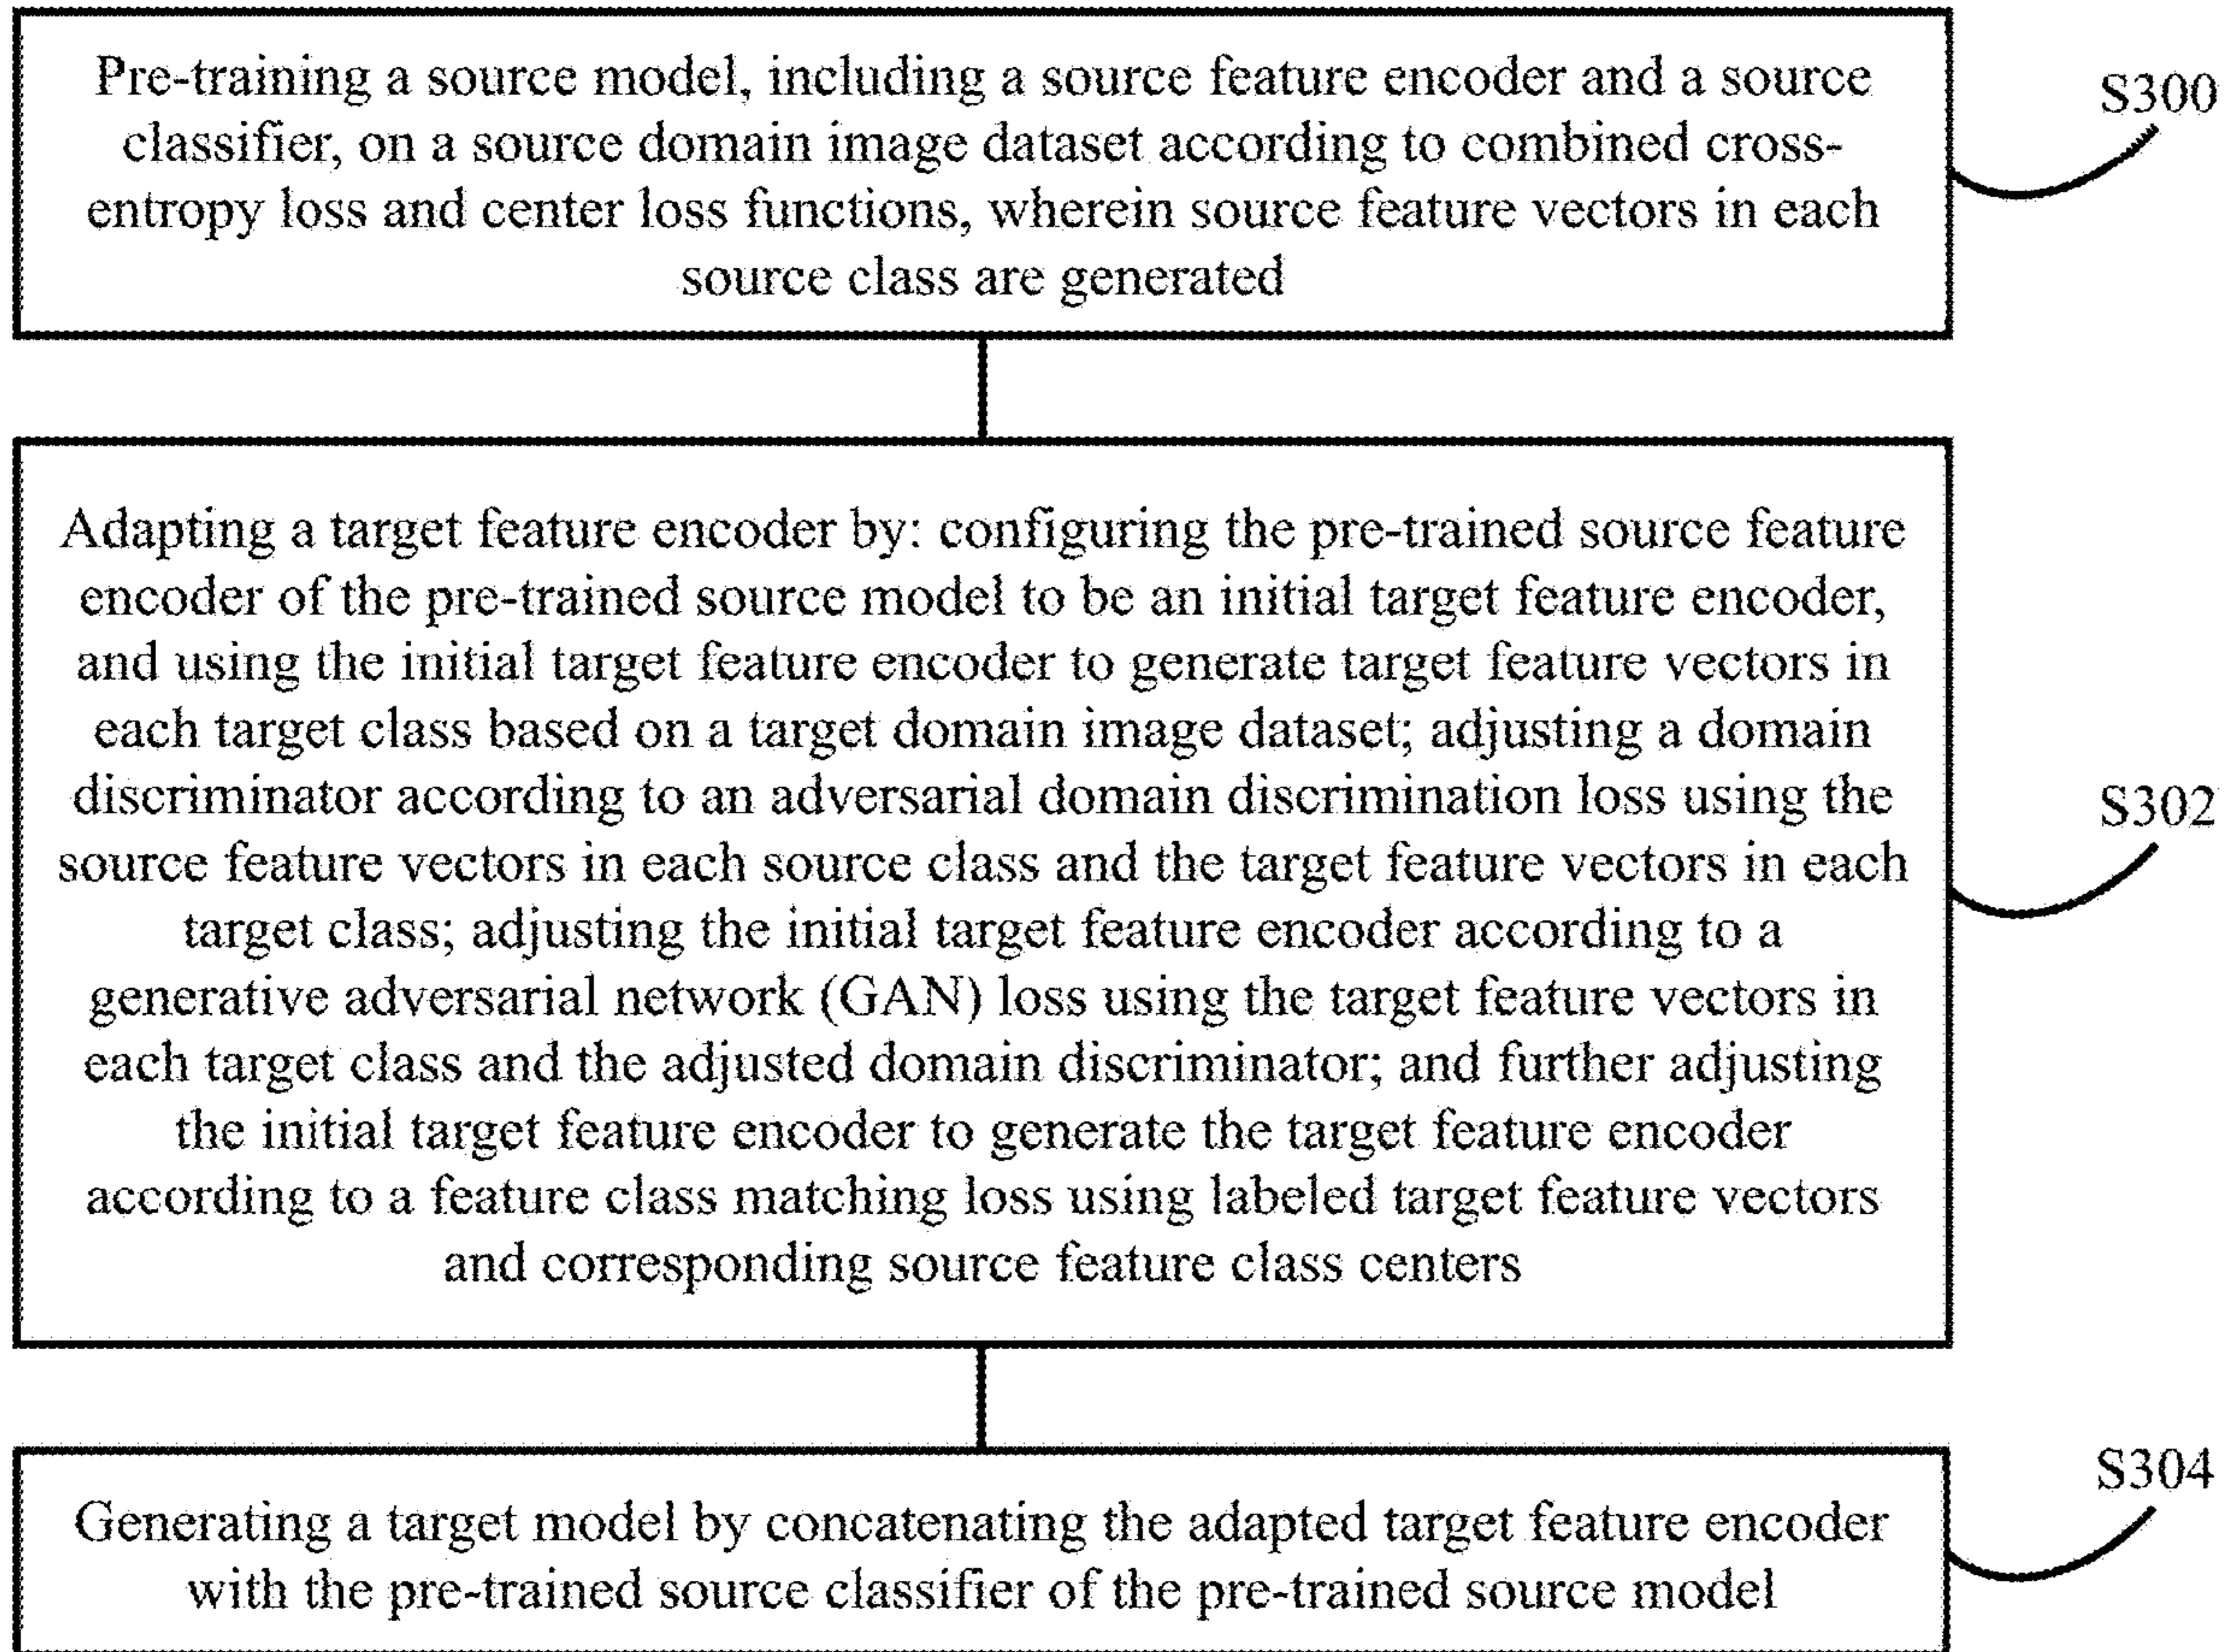 Pre-training a source model, including a source feature encoder and a source
classifier, on a source domain image dataset according to combined cross-
entropy loss and center loss functions, wherein source feature vectors in each
source class are generated
S300
Adapting a target feature encoder by: configuring the pre-trained source feature
encoder of the pre-trained source model to be an initial target feature encoder,
and using the initial target feature encoder to generate target feature vectors in
each target class based on a target domain image dataset; adjusting a domain
discriminator according to an adversarial domain discrimination loss using the
source feature vectors in each source class and the target feature vectors in each
target class; adjusting the initial target feature encoder according to a
generative adversarial network (GAN) loss using the target feature vectors in
each target class and the adjusted domain discriminator; and further adjusting
the initial target feature encoder to generate the target feature encoder
according to a feature class matching loss using labeled target feature vectors
and corresponding source feature class centers
S302
Generating a target model by concatenating the adapted target feature encoder
with the pre-trained source classifier of the pre-trained source model
S304